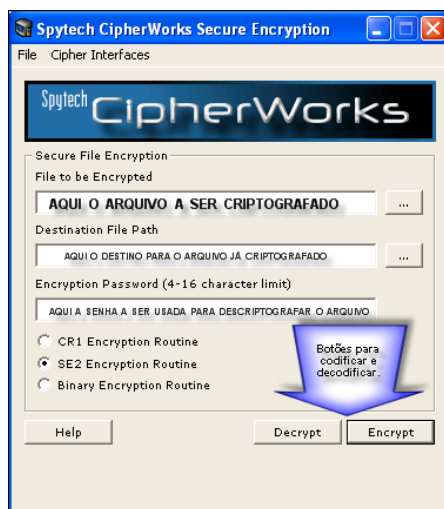 Spytech CipherWorks Secure Encryption
File Cipher Interfaces
Spytech CipherWorks
Secure File Encryption
File to be Encrypted
AQUI O ARQUIVO A SER CRIPTOGRAFADO
...
Destination File Path
AQUI O DESTINO PARA O ARQUIVO JÁ CRIPTOGRAFADO
...
Encryption Password (4-16 character limit)
AQUI A SENHA A SER USADA PARA DESCRIPTOGRAFAR O ARQUIVO
CR1 Encryption Routine
SE2 Encryption Routine
Binary Encryption Routine
Botões para
codificar e
decodificar.
Help Decrypt Encrypt